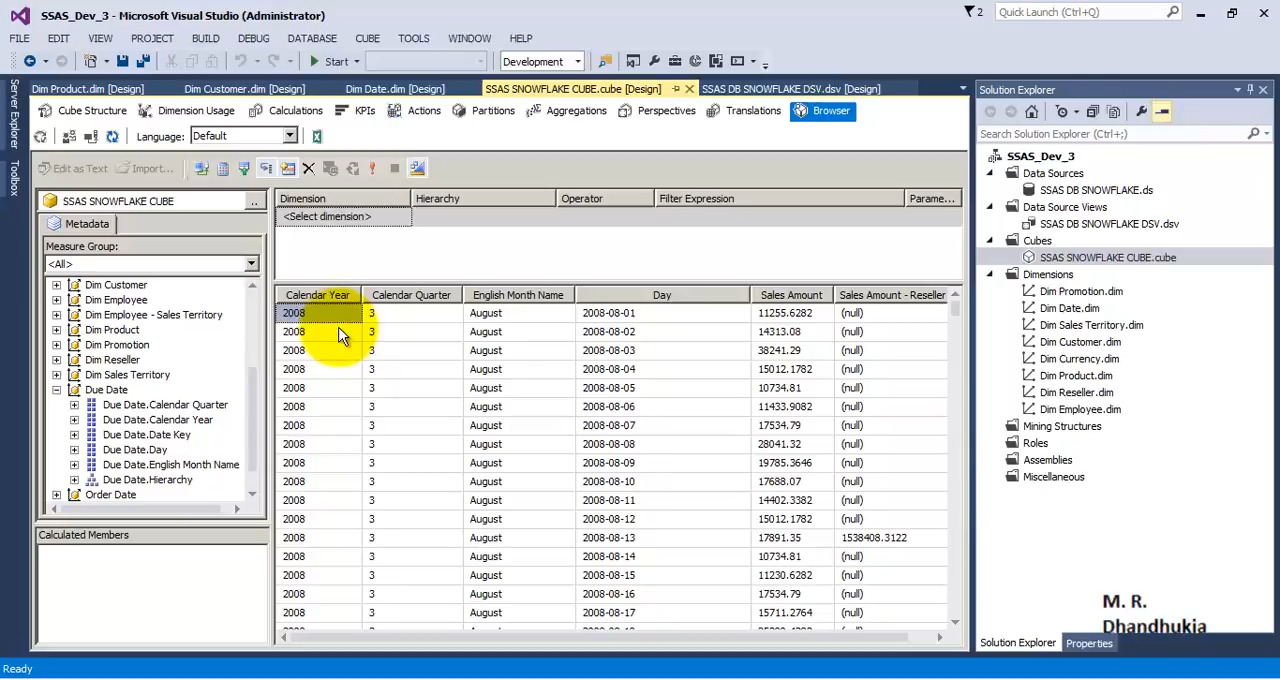 SSAS_Dev_3 - Microsoft Visual Studio (Administrator)
2
Quick Launch (Ctrl+Q)
FILE EDIT VIEW PROJECT BUILD DEBUG DATABASE CUBE TOOLS WINDOW HELP
Start
Development
Server Explorer
Toolbox
Dim Product.dim [Design]
Dim Customer.dim [Design]
Dim Date.dim [Design]
SSAS SNOWFLAKE CUBE.cube [Design]
SSAS DB SNOWFLAKE DSV.dsv [Design]
Cube Structure
Dimension Usage
KPIs
Actions
Partitions
Aggregations
Perspectives
Translations
Browser
Language: Default
Edit as Text
Import...
SSAS SNOWFLAKE CUBE
..
Metadata
Measure Group:
<All>
Dim Customer
Dim Employee
Dim Employee - Sales Territory
Dim Product
Dim Promotion
Dim Reseller
Dim Sales Territory
Due Date
Due Date.Calendar Quarter
Due Date.Calendar Year
Due Date.Date Key
Due Date.Day
Due Date.English Month Name
Due Date.Hierarchy
Order Date
Calculated Members
Dimension Hierarchy Operator Filter Expression Parame...
<Select dimension>
Calendar Year Calendar Quarter English Month Name Day Sales Amount Sales Amount - Reseller
2008 3 August 2008-08-01 11255.6282 (null)
2008 3 August 2008-08-02 14313.08 (null)
2008 3 August 2008-08-03 38241.29 (null)
2008 3 August 2008-08-04 15012.1782 (null)
2008 3 August 2008-08-05 10734.81 (null)
2008 3 August 2008-08-06 11433.9082 (null)
2008 3 August 2008-08-07 17534.79 (null)
2008 3 August 2008-08-08 28041.32 (null)
2008 3 August 2008-08-09 19785.3646 (null)
2008 3 August 2008-08-10 17688.07 (null)
2008 3 August 2008-08-11 14402.3382 (null)
2008 3 August 2008-08-12 15012.1782 (null)
2008 3 August 2008-08-13 17891.35 1538408.3122
2008 3 August 2008-08-14 10734.81 (null)
2008 3 August 2008-08-15 11230.6282 (null)
2008 3 August 2008-08-16 17534.79 (null)
2008 3 August 2008-08-17 15711.2764 (null)
Solution Explorer
Search Solution Explorer (Ctrl+;)
SSAS_Dev_3
Data Sources
SSAS DB SNOWFLAKE.ds
Data Source Views
SSAS DB SNOWFLAKE DSV.dsv
Cubes
SSAS SNOWFLAKE CUBE.cube
Dimensions
Dim Promotion.dim
Dim Date.dim
Dim Sales Territory.dim
Dim Customer.dim
Dim Currency.dim
Dim Product.dim
Dim Reseller.dim
Dim Employee.dim
Mining Structures
Roles
Assemblies
Miscellaneous
M. R.
Dhandhukia
Solution Explorer Properties
Ready